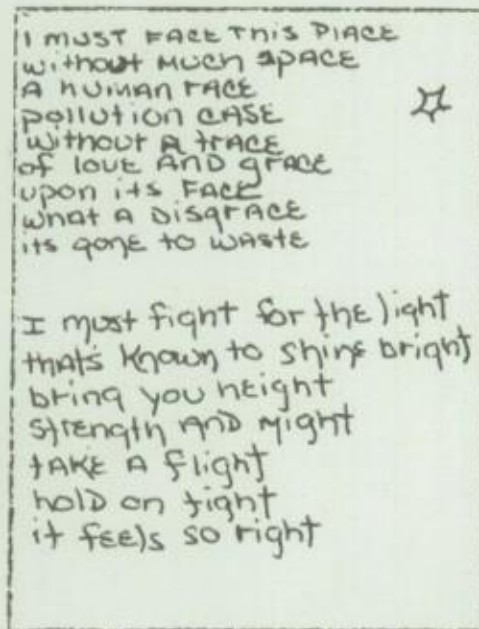 I must face this place
without much space
A human race
pollution case
without a trace
of love and grace
upon its face
what a disgrace
its gone to waste
I must fight for the light
thats known to shine bright
bring you height
strength and might
take a flight
hold on tight
it feels so right